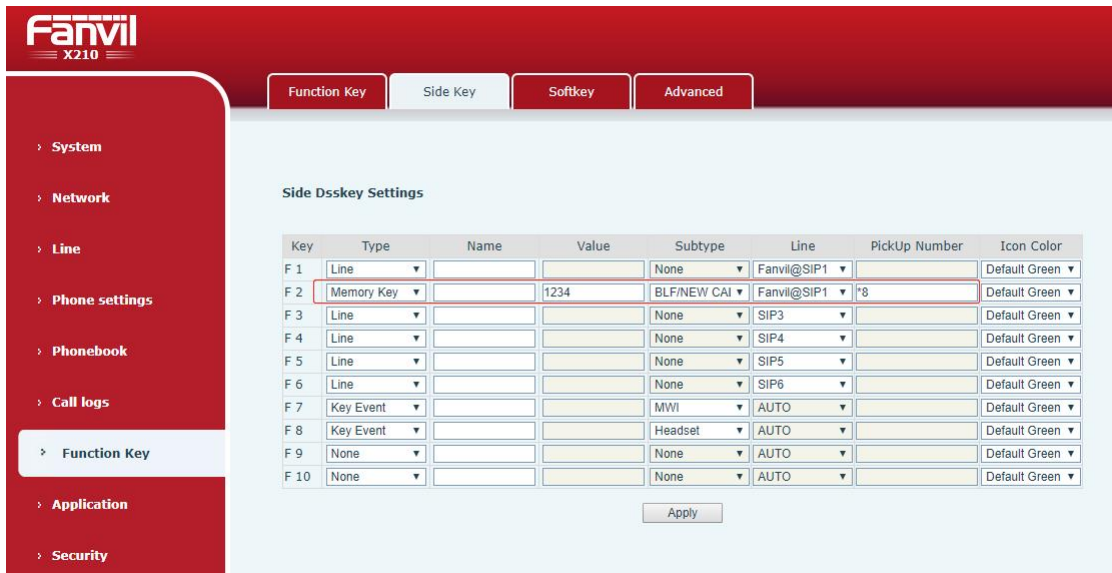 Fanvil
X210
Function Key Side Key Softkey Advanced
› System
› Network
› Line
› Phone settings
› Phonebook
› Call logs
› Function Key
› Application
› Security
Side Dsskey Settings
Key Type Name Value Subtype Line PickUp Number Icon Color
F 1 Line None Fanvil@SIP1 Default Green
F 2 Memory Key 1234 BLF/NEW CAI Fanvil@SIP1 *8 Default Green
F 3 Line None SIP3 Default Green
F 4 Line None SIP4 Default Green
F 5 Line None SIP5 Default Green
F 6 Line None SIP6 Default Green
F 7 Key Event MWI AUTO Default Green
F 8 Key Event Headset AUTO Default Green
F 9 None None AUTO Default Green
F 10 None None AUTO Default Green
Apply